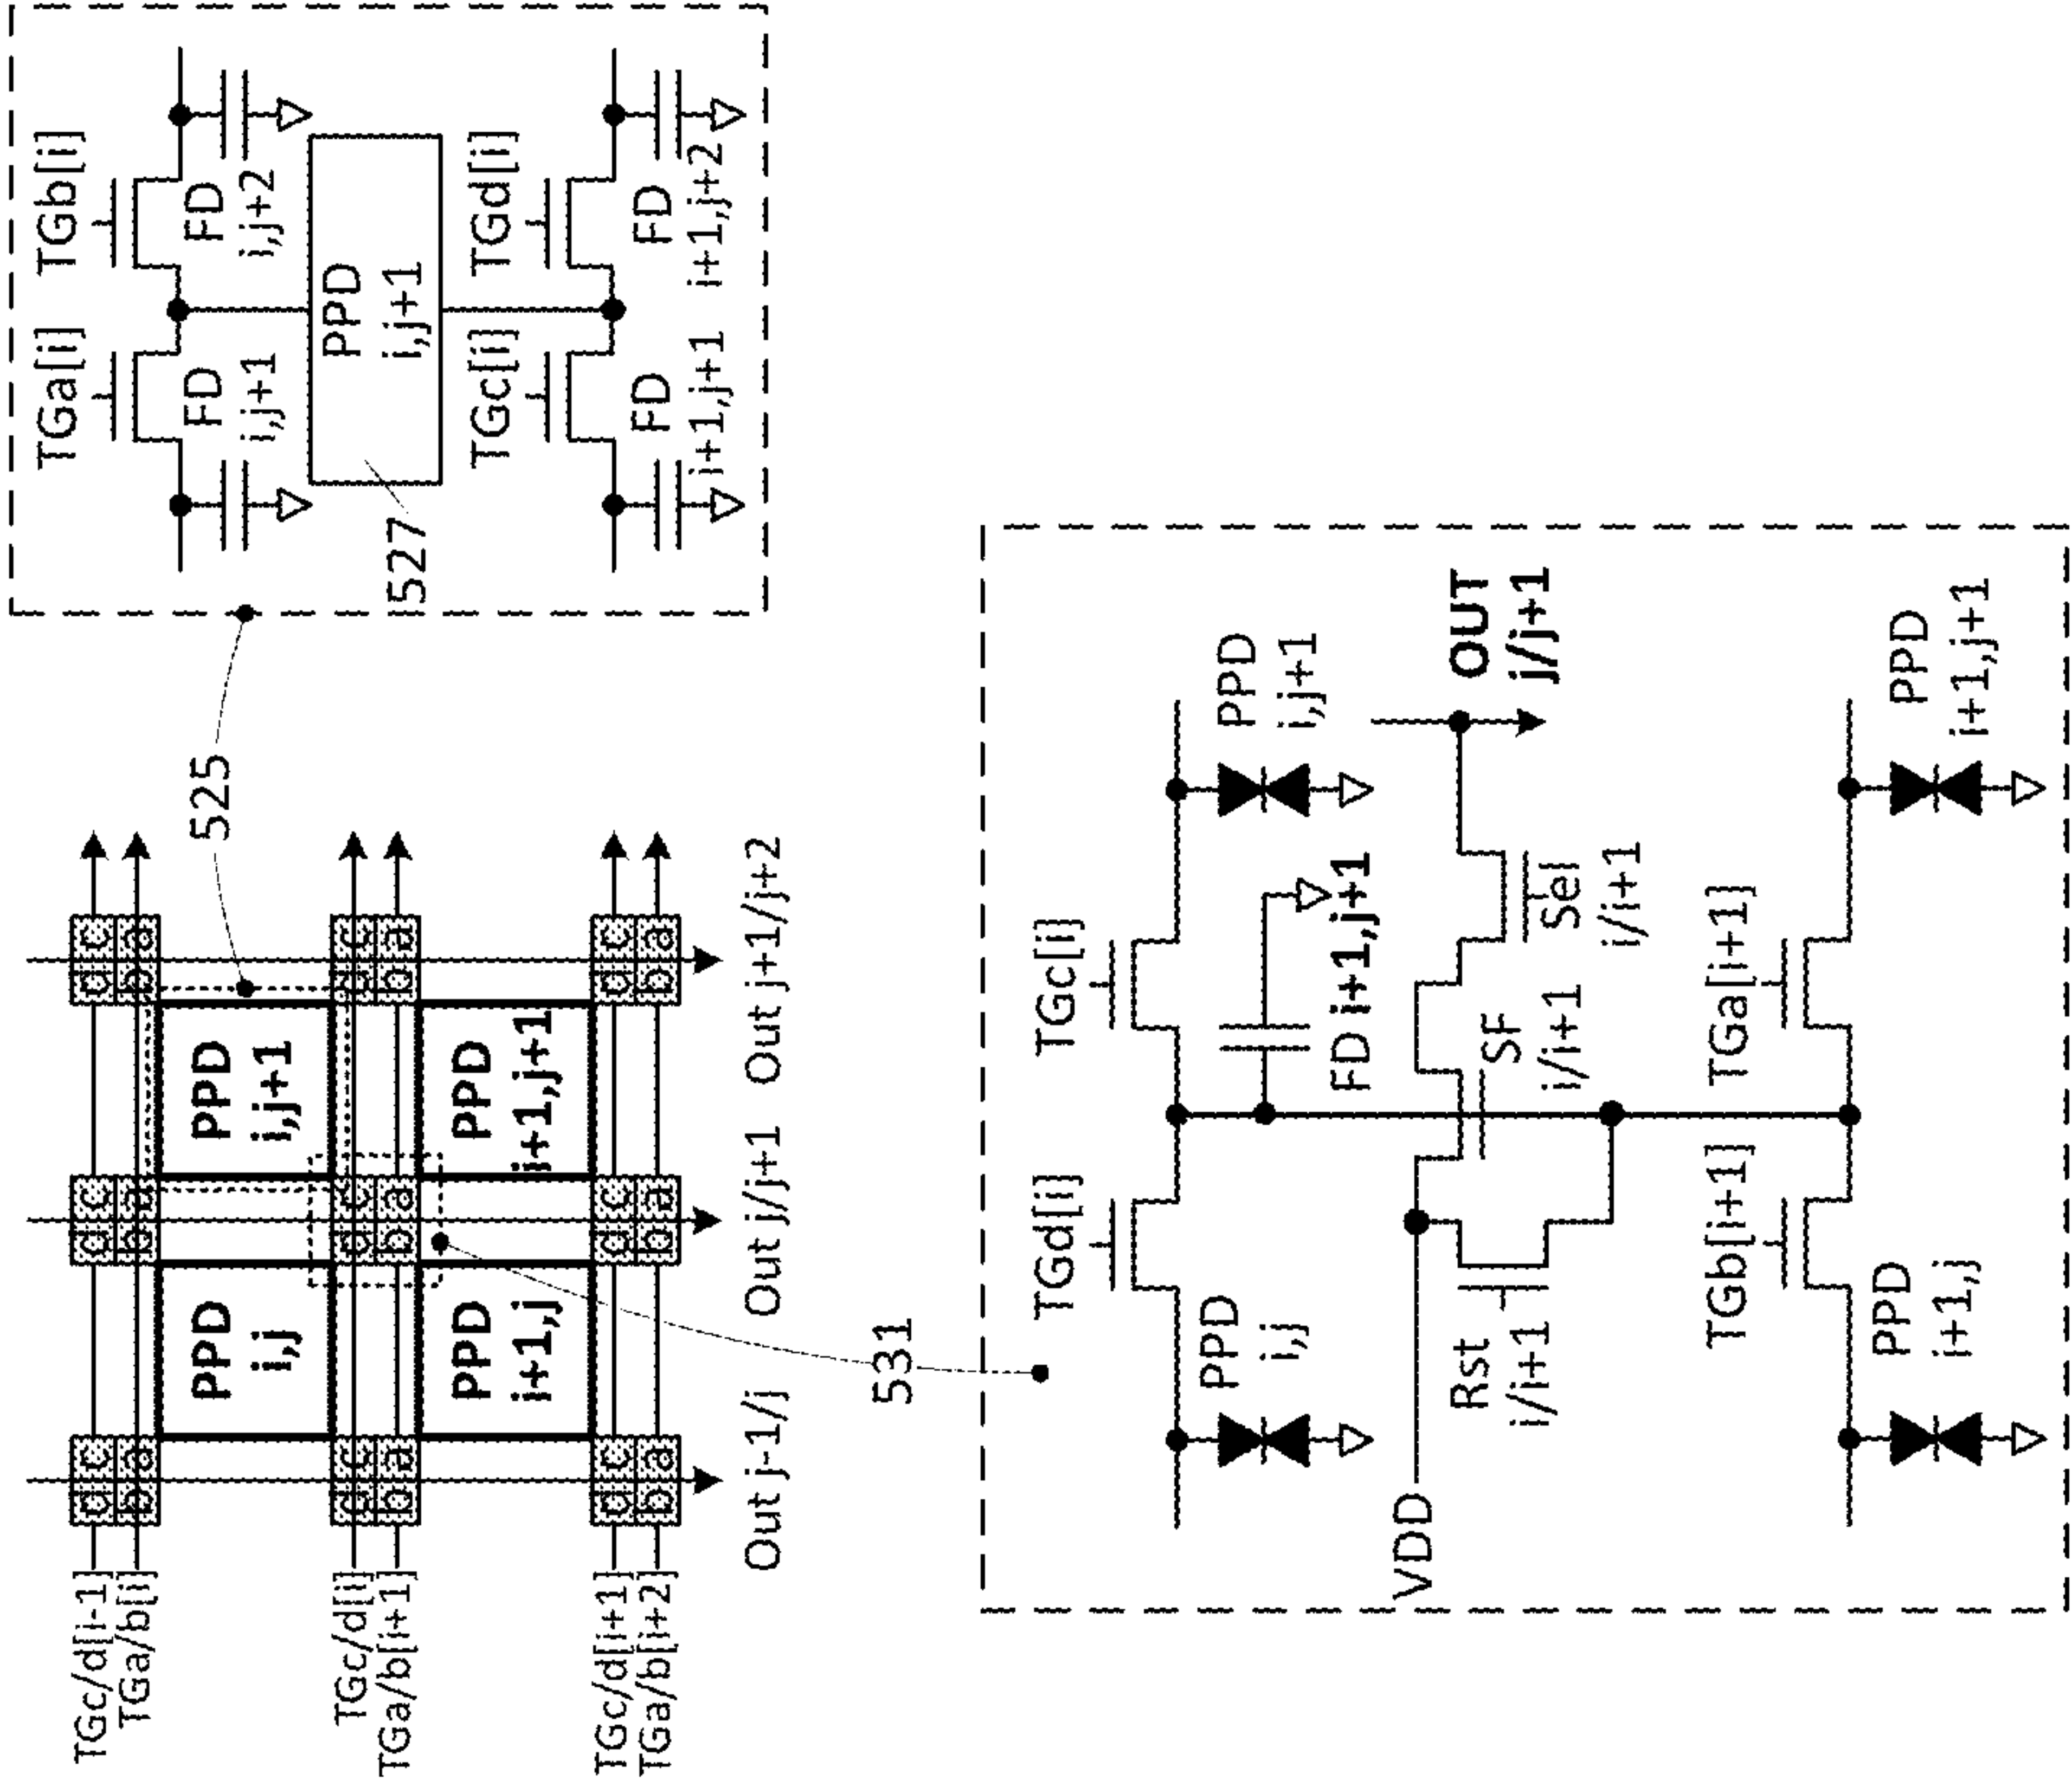 TGc/d[i-1]
TGa/b[i]
TGc/d[i]
TGa/b[i+1]
TGc/d[i+1]
TGa/b[i+2]
d c
b a
d c
b a
d c
b a
PPD
i,j
PPD
i,j+1
d c
b a
d c
b a
d c
b a
PPD
i+1,j
PPD
i+1,j+1
d c
b a
d c
b a
d c
b a
Out j-1/j
Out j/j+1
Out j+1/j+2
525
531
TGa[i]
TGb[i]
FD
i,j+1
FD
i,j+2
PPD
i,j+1
527
TGc[i]
TGd[i]
FD
i+1,j+1
FD
i+1,j+2
TGd[i]
TGc[i]
PPD
i,j
PPD
i,j+1
FD i+1,j+1
VDD
Rst
i/i+1
SF
i/i+1
Sel
i/i+1
OUT
j/j+1
TGb[i+1]
TGa[i+1]
PPD
i+1,j
PPD
i+1,j+1